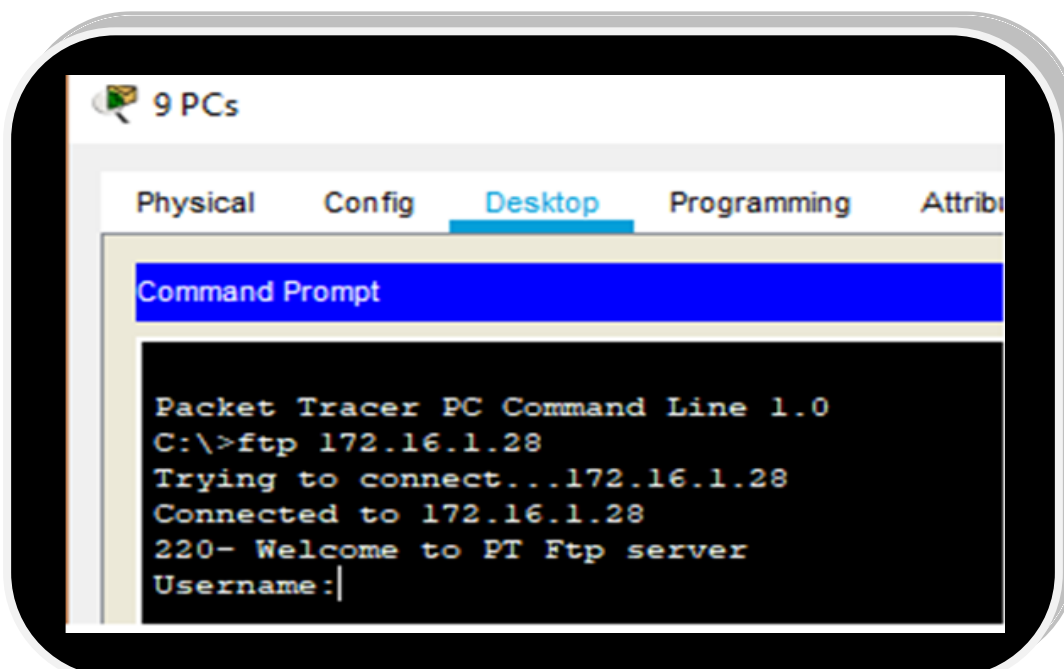 9 PCs
Physical Config Desktop Programming Attribu
Command Prompt
Packet Tracer PC Command Line 1.0
C:\>ftp 172.16.1.28
Trying to connect...172.16.1.28
Connected to 172.16.1.28
220- Welcome to PT Ftp server
Username: